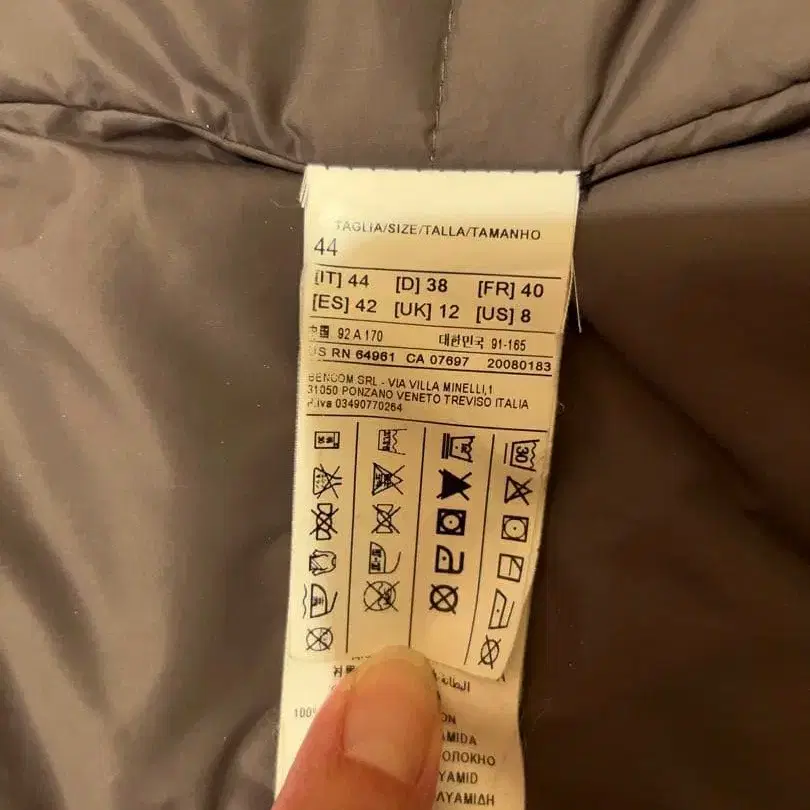 TAGLIA/SIZE/TALLA/TAMANHO
44
[IT] 44 [D] 38 [FR] 40
[ES] 42 [UK] 12 [US] 8
中国 92 A 170 대한민국 91-165
US RN 64961 CA 07697 20080183
BENCOM SRL - VIA VILLA MINELLI,1
31050 PONZANO VENETO TREVISO ITALIA
P.iva 03490770264
30
100%